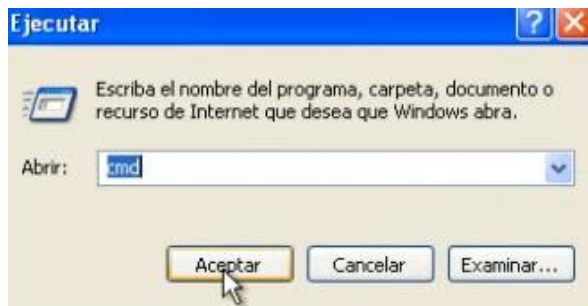 Ejecutar
Escriba el nombre del programa, carpeta, documento o
recurso de Internet que desea que Windows abra.
Abrir: cmd
Aceptar Cancelar Examinar...